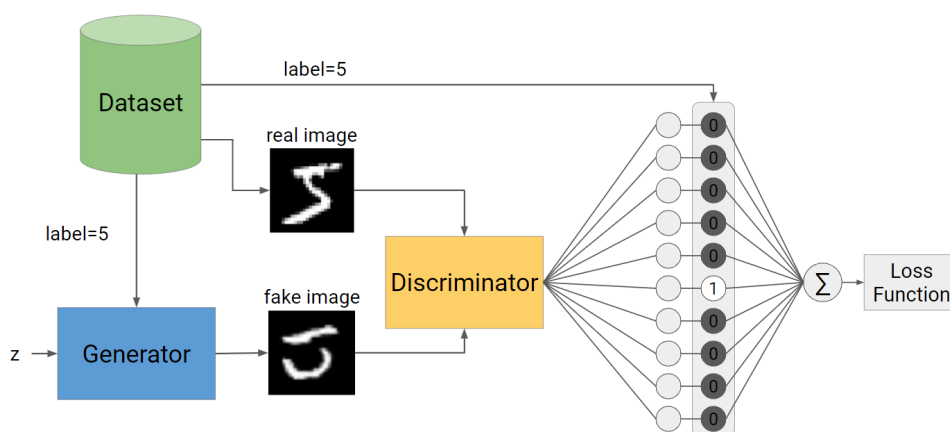 label=5
Dataset
real image
label=5
Discriminator
fake image
z
Generator
0
0
0
0
0
1
0
0
0
0
Σ
Loss
Function